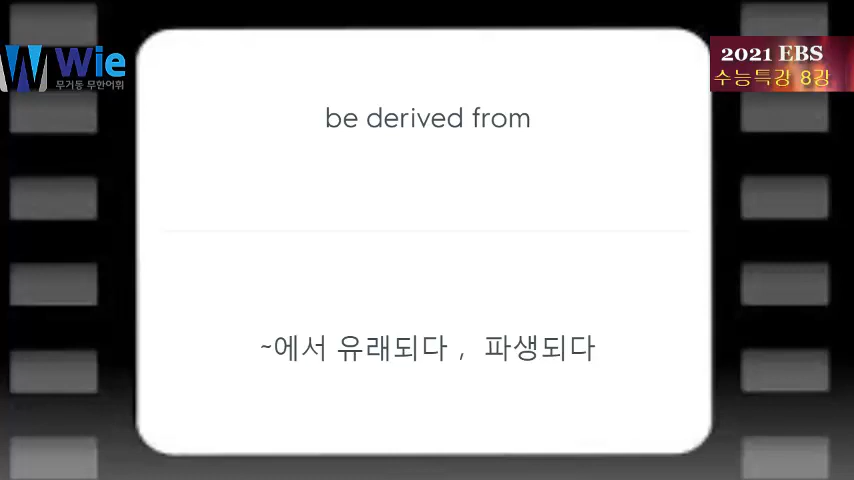 Wie
무거동 무한어휘
2021 EBS
수능특강 8강
be derived from
~에서 유래되다 , 파생되다